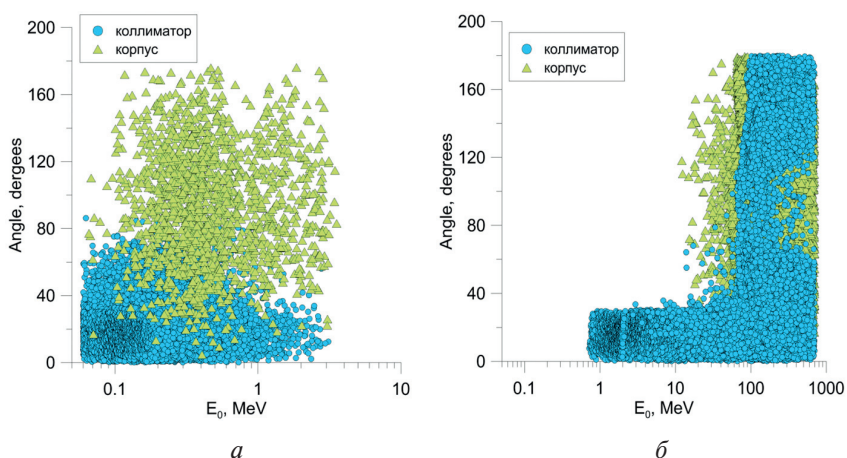 200
коллиматор
корпус
160
120
80
40
0
Angle, dergees
0.1
1
10
E₀, MeV
а
200
коллиматор
корпус
160
120
80
40
0
Angle, degrees
0.1
1
10
100
1000
E₀, MeV
б